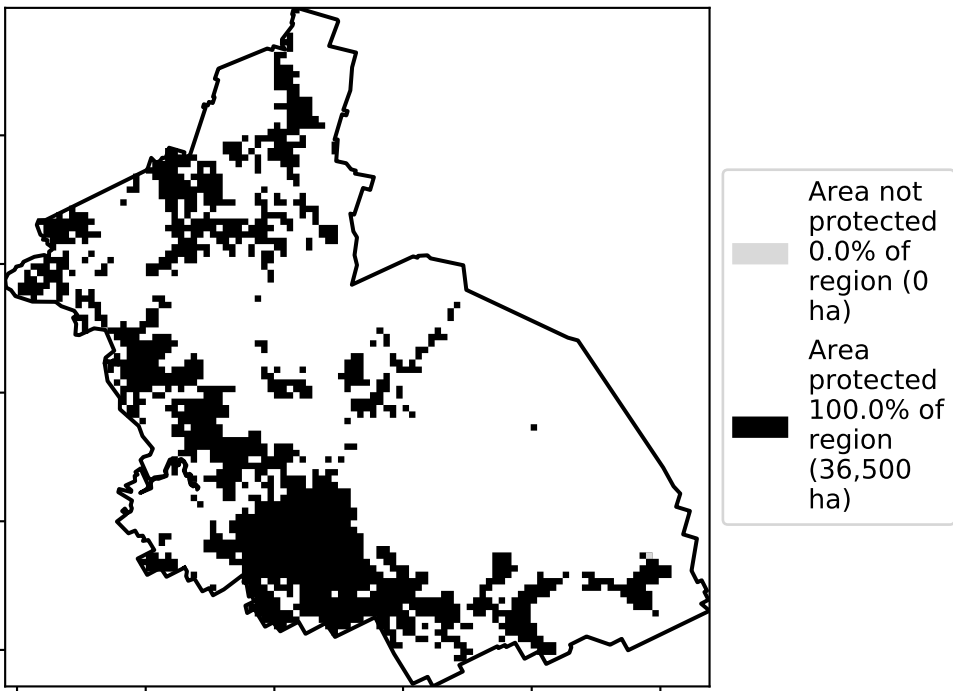 Area not
protected
0.0% of
region (0
ha)
Area
protected
100.0% of
region
(36,500
ha)